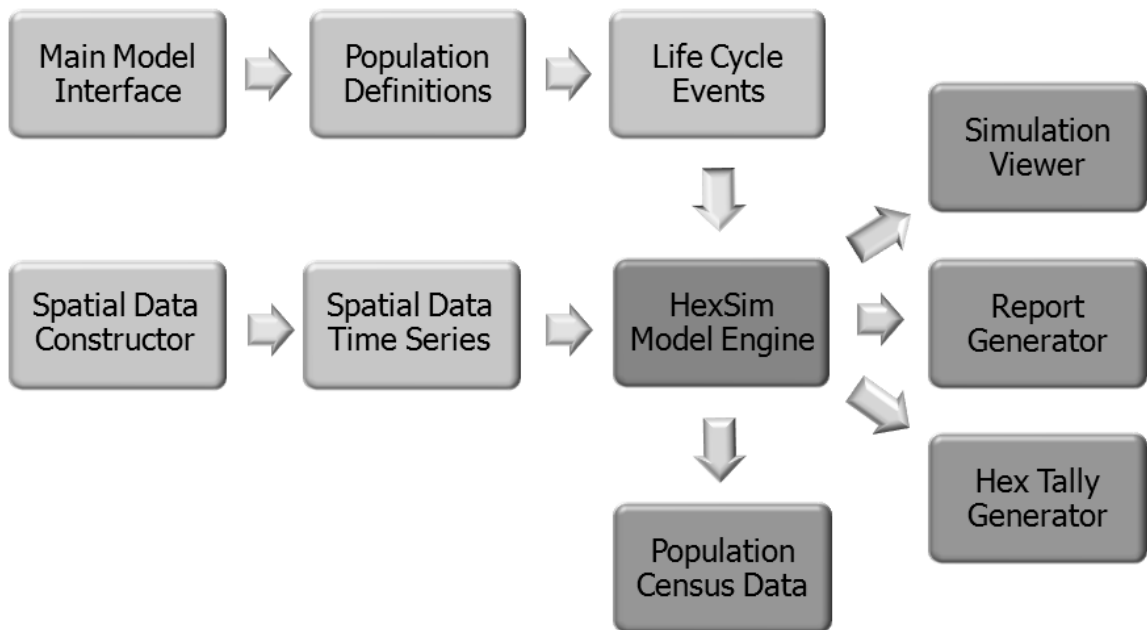 Main Model
Interface
Population
Definitions
Life Cycle
Events
Simulation
Viewer
Spatial Data
Constructor
Spatial Data
Time Series
HexSim
Model Engine
Report
Generator
Hex Tally
Generator
Population
Census Data